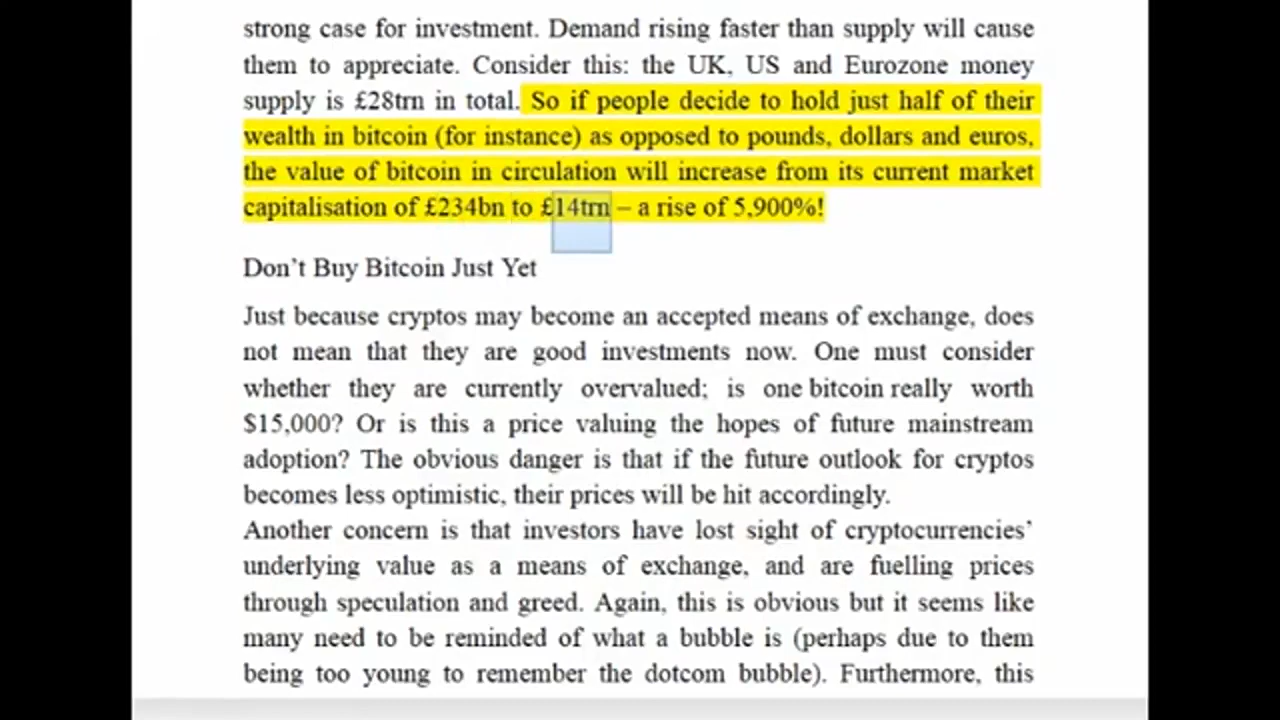 strong case for investment. Demand rising faster than supply will cause
them to appreciate. Consider this: the UK, US and Eurozone money
supply is £28trn in total. So if people decide to hold just half of their
wealth in bitcoin (for instance) as opposed to pounds, dollars and euros,
the value of bitcoin in circulation will increase from its current market
capitalisation of £234bn to £14trn – a rise of 5,900%!
Don’t Buy Bitcoin Just Yet
Just because cryptos may become an accepted means of exchange, does
not mean that they are good investments now. One must consider
whether they are currently overvalued; is one bitcoin really worth
$15,000? Or is this a price valuing the hopes of future mainstream
adoption? The obvious danger is that if the future outlook for cryptos
becomes less optimistic, their prices will be hit accordingly.
Another concern is that investors have lost sight of cryptocurrencies’
underlying value as a means of exchange, and are fuelling prices
through speculation and greed. Again, this is obvious but it seems like
many need to be reminded of what a bubble is (perhaps due to them
being too young to remember the dotcom bubble). Furthermore, this